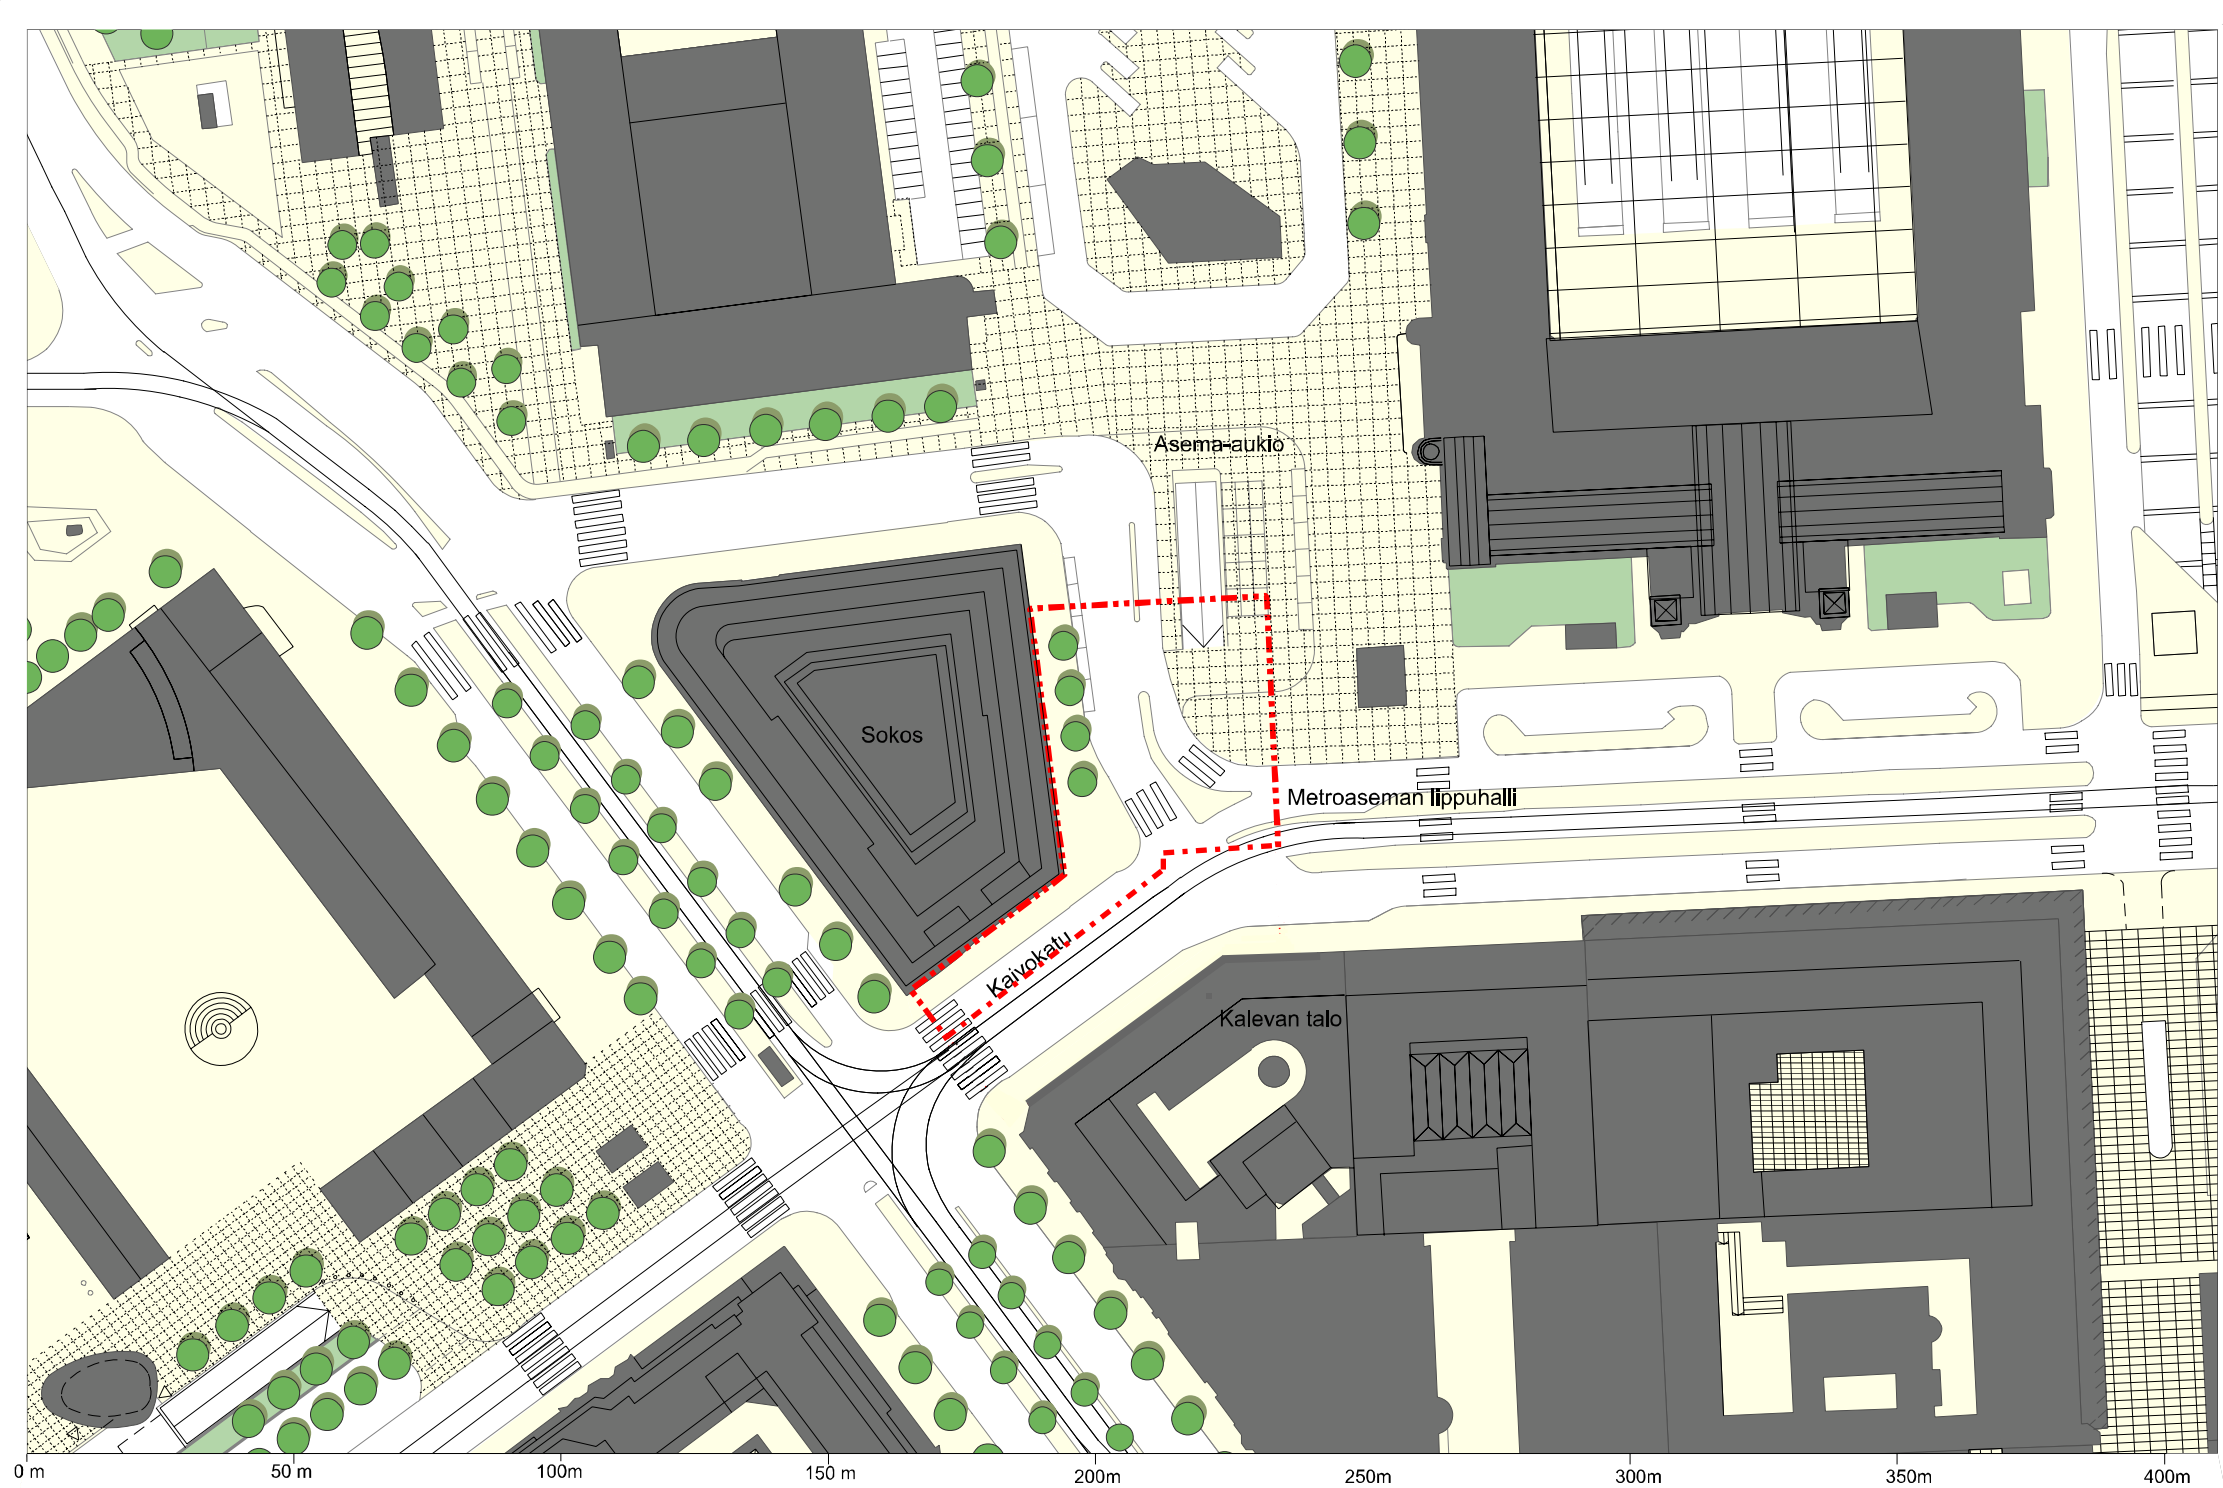 Asema-aukio
Sokos
Metroaseman lippuhalli
Kaivokatu
Kalevan talo
0 m
50 m
100m
150 m
200m
250m
300m
350m
400m